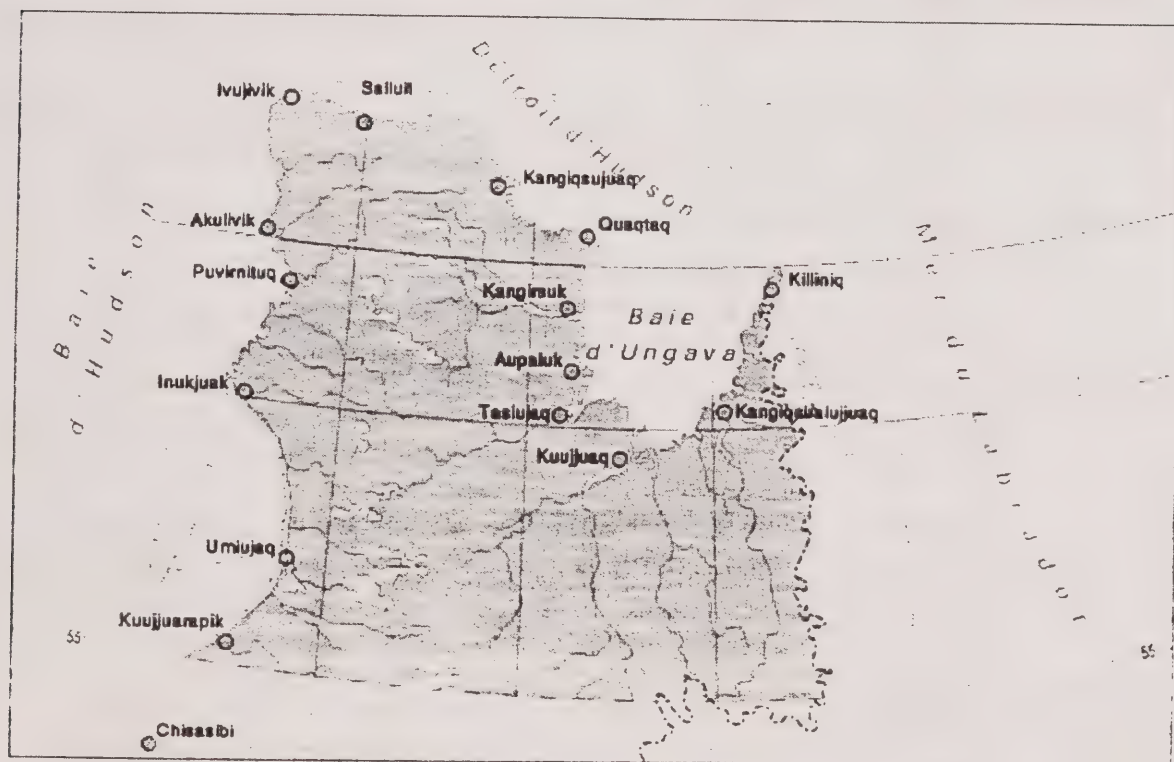 Détroit d'Hudson
Ivujivik
Salluit
Kangiqsujuaq
Akulivik
Quaqtaq
Baie
d'Hudson
Puvirnituq
Killiniq
Kangirsuk
Baie
d'Ungava
Mer du Labrador
Aupaluk
Inukjuak
Tasiujaq
Kangiqsualujjuaq
Kuujjuaq
Umiujaq
Kuujjuarapik
55
55
Chisasibi